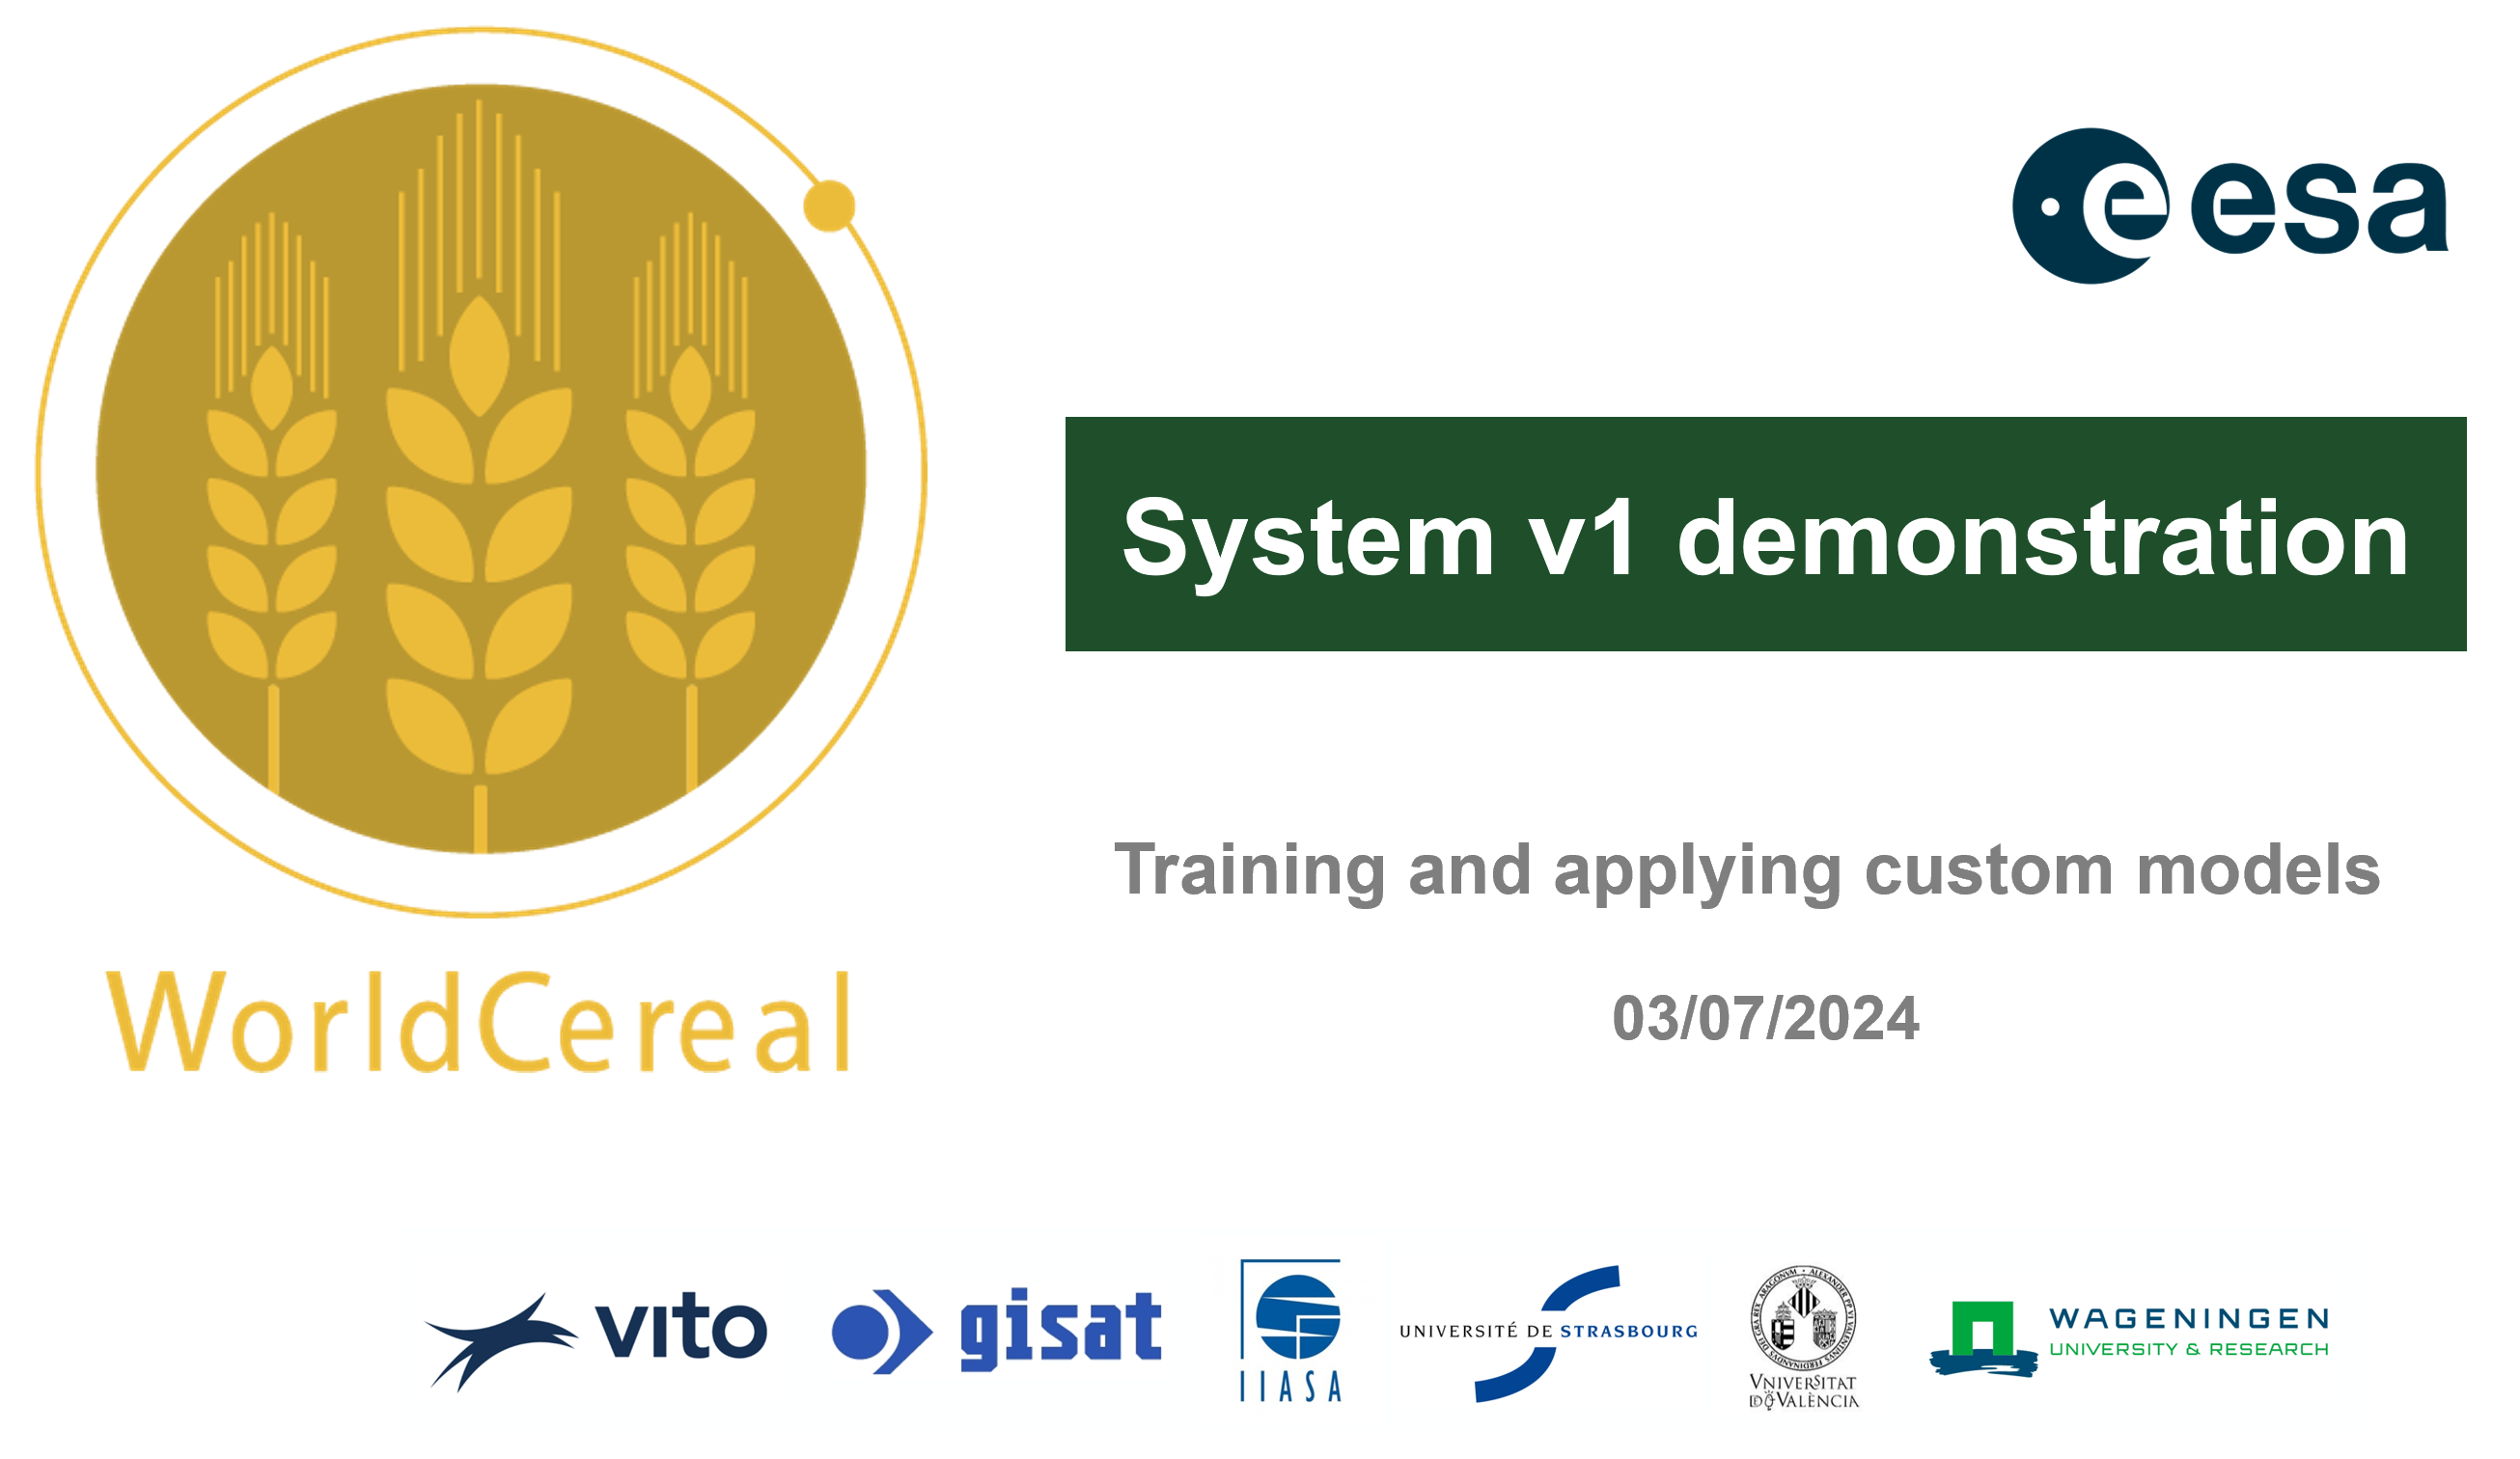 esa
System v1 demonstration
Training and applying custom models
03/07/2024
WorldCereal
vito
gisat
IIASA
UNIVERSITÉ DE STRASBOURG
VNIVERSITAT
DE VALÈNCIA
WAGENINGEN
UNIVERSITY & RESEARCH